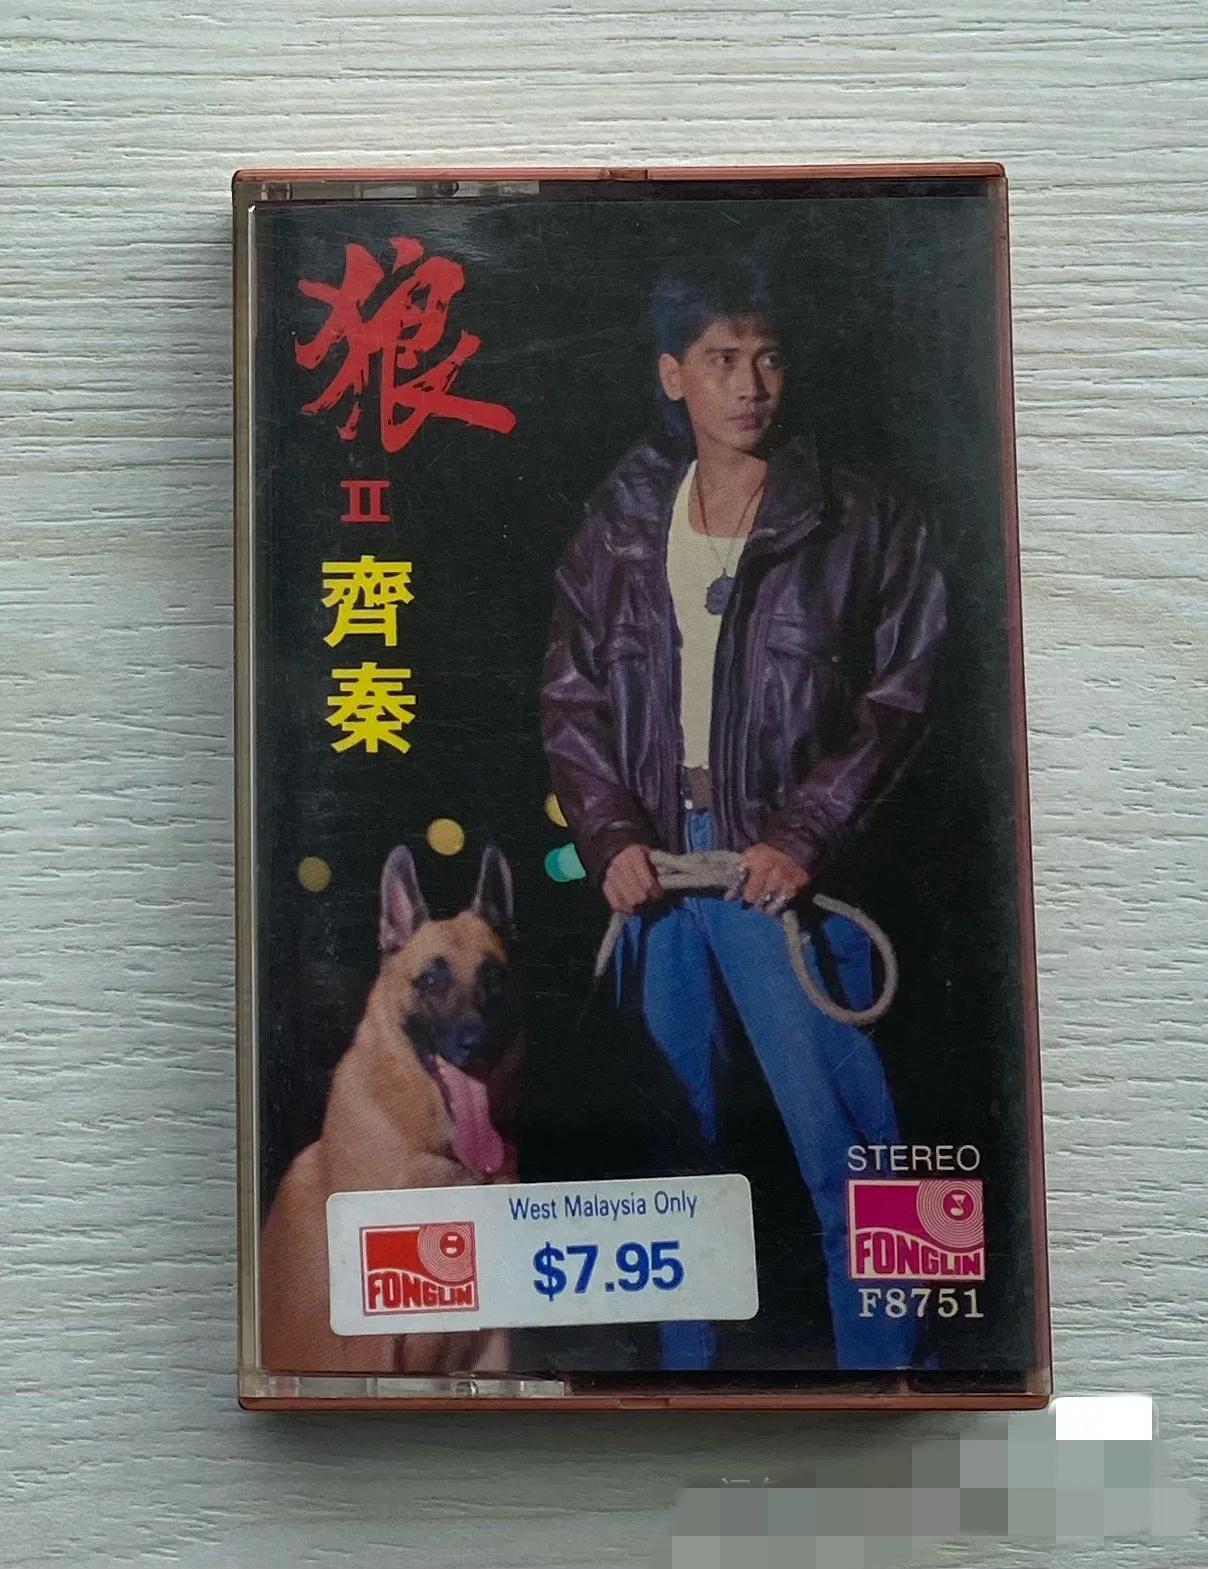 狼
II
齊
秦
West Malaysia Only
FONGLIN
$7.95
STEREO
FONGLIN
F8751